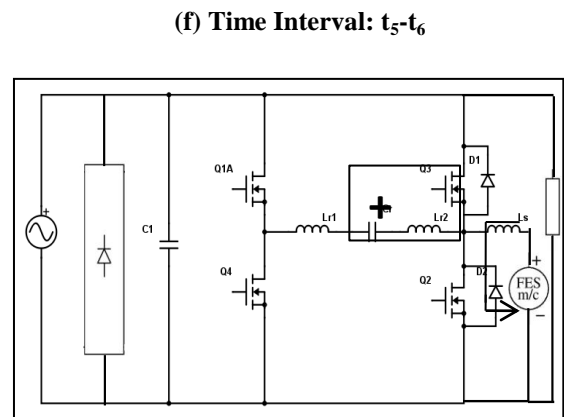 (f) Time Interval: t₅-t₆
Q1A
Q3
D1
C1
Lr1
Lr2
Ls
Q4
Q2
D2
+
FES
m/c
−